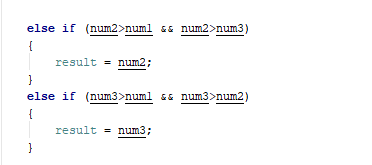 else if (num2>num1 && num2>num3)
{
result = num2;
}
else if (num3>num1 && num3>num2)
{
result = num3;
}